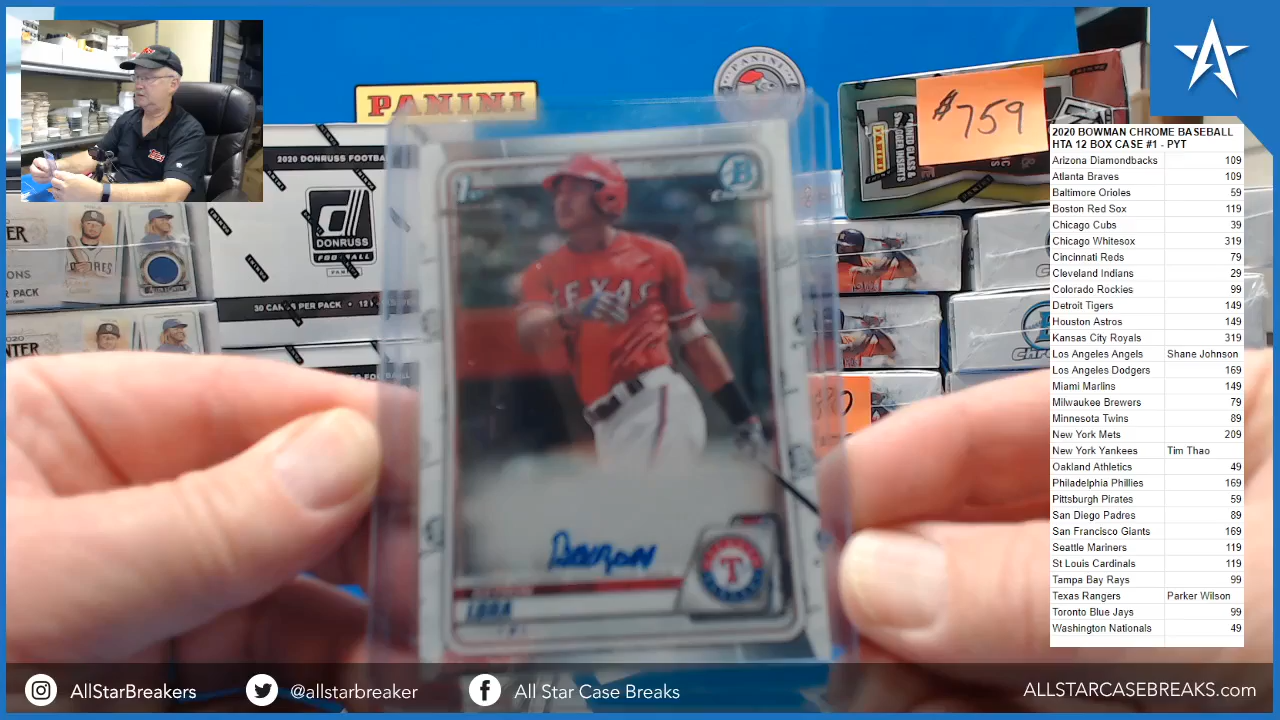 PANINI
PANINI
$759
2020 DONRUSS FOOTBA
DONRUSS
FOOTBALL
PANINI
30 CARDS PER PACK • 12
1st
CHROME
TEXAS
LORA
T
2020 BOWMAN CHROME BASEBALL
HTA 12 BOX CASE #1 - PYT
Arizona Diamondbacks 109
Atlanta Braves 109
Baltimore Orioles 59
Boston Red Sox 119
Chicago Cubs 39
Chicago Whitesox 319
Cincinnati Reds 79
Cleveland Indians 29
Colorado Rockies 99
Detroit Tigers 149
Houston Astros 149
Kansas City Royals 319
Los Angeles Angels Shane Johnson
Los Angeles Dodgers 169
Miami Marlins 149
Milwaukee Brewers 79
Minnesota Twins 89
New York Mets 209
New York Yankees Tim Thao
Oakland Athletics 49
Philadelphia Phillies 169
Pittsburgh Pirates 59
San Diego Padres 89
San Francisco Giants 169
Seattle Mariners 119
St Louis Cardinals 119
Tampa Bay Rays 99
Texas Rangers Parker Wilson
Toronto Blue Jays 99
Washington Nationals 49
AllStarBreakers
@allstarbreaker
All Star Case Breaks
ALLSTARCASEBREAKS.com